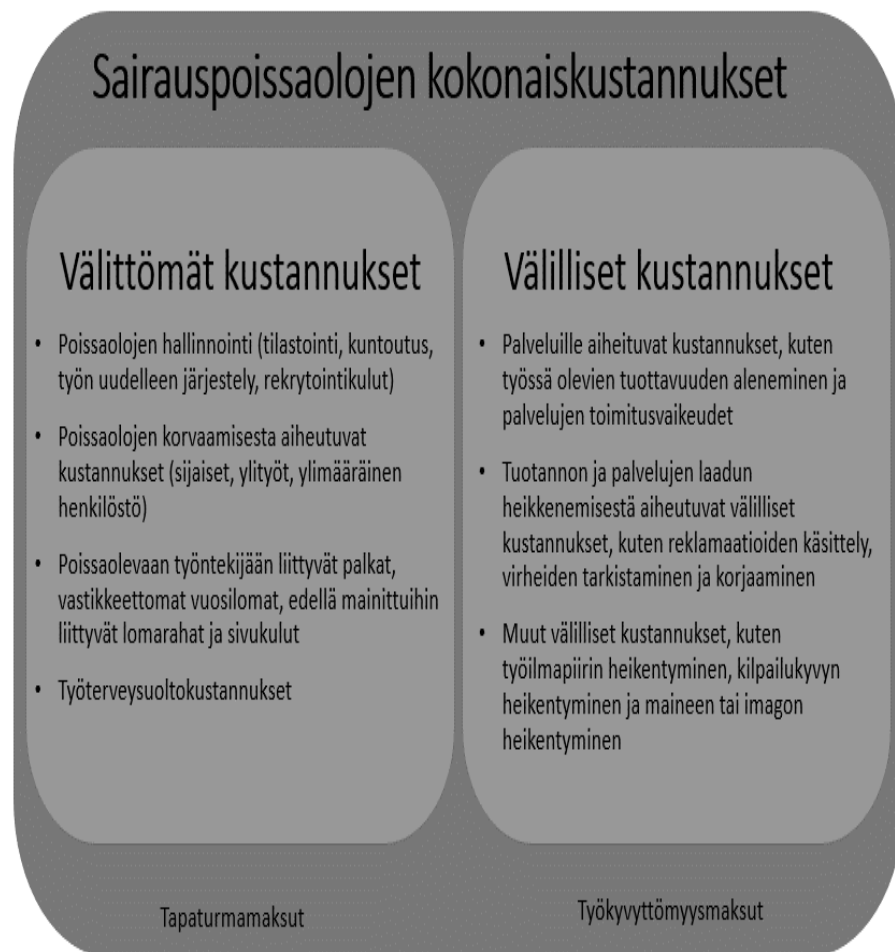 Sairauspoissaolojen kokonaiskustannukset
Välittömät kustannukset
• Poissaolojen hallinnointi (tilastointi, kuntoutus,
työn uudelleen järjestely, rekrytointikulut)
• Poissaolojen korvaamisesta aiheutuvat
kustannukset (sijaiset, ylityöt, ylimääräinen
henkilöstö)
• Poissaolevaan työntekijään liittyvät palkat,
vastikkeettomat vuosilomat, edellä mainittuihin
liittyvät lomarahat ja sivukulut
• Työterveysuoltokustannukset
Välilliset kustannukset
• Palveluille aiheituvat kustannukset, kuten
työssä olevien tuottavuuden aleneminen ja
palvelujen toimitusvaikeudet
• Tuotannon ja palvelujen laadun
heikkenemisestä aiheutuvat välilliset
kustannukset, kuten reklamaatioiden käsittely,
virheiden tarkistaminen ja korjaaminen
• Muut välilliset kustannukset, kuten
työilmapiirin heikentyminen, kilpailukyvyn
heikentyminen ja maineen tai imagon
heikentyminen
Tapaturmamaksut
Työkyvyttömyysmaksut